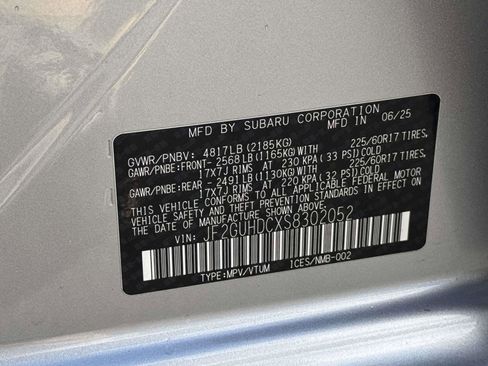 MFD BY SUBARU CORPORATION 06/25
GVWR/PNBV: 4817LB (2185KG)
GAWR/PNBE:FRONT- 2568LB (1165KG)WITH 225/60R17 TIRES,
17X7J RIMS AT 230 KPA (33 PSI)COLD
GAWR/PNBE:REAR - 2491LB (1130KG)WITH 225/60R17 TIRES,
17X7J RIMS AT 220 KPA (32 PSI)COLD
THIS VEHICLE CONFORMS TO ALL APPLICABLE FEDERAL MOTOR
VEHICLE SAFETY AND THEFT PREVENTION STANDARDS IN EFFECT ON
THE DATE OF MANUFACTURE SHOWN ABOVE.
VIN: JF2GUHDCXS8302052
TYPE:MPV/VTUM ICES/NMB-002